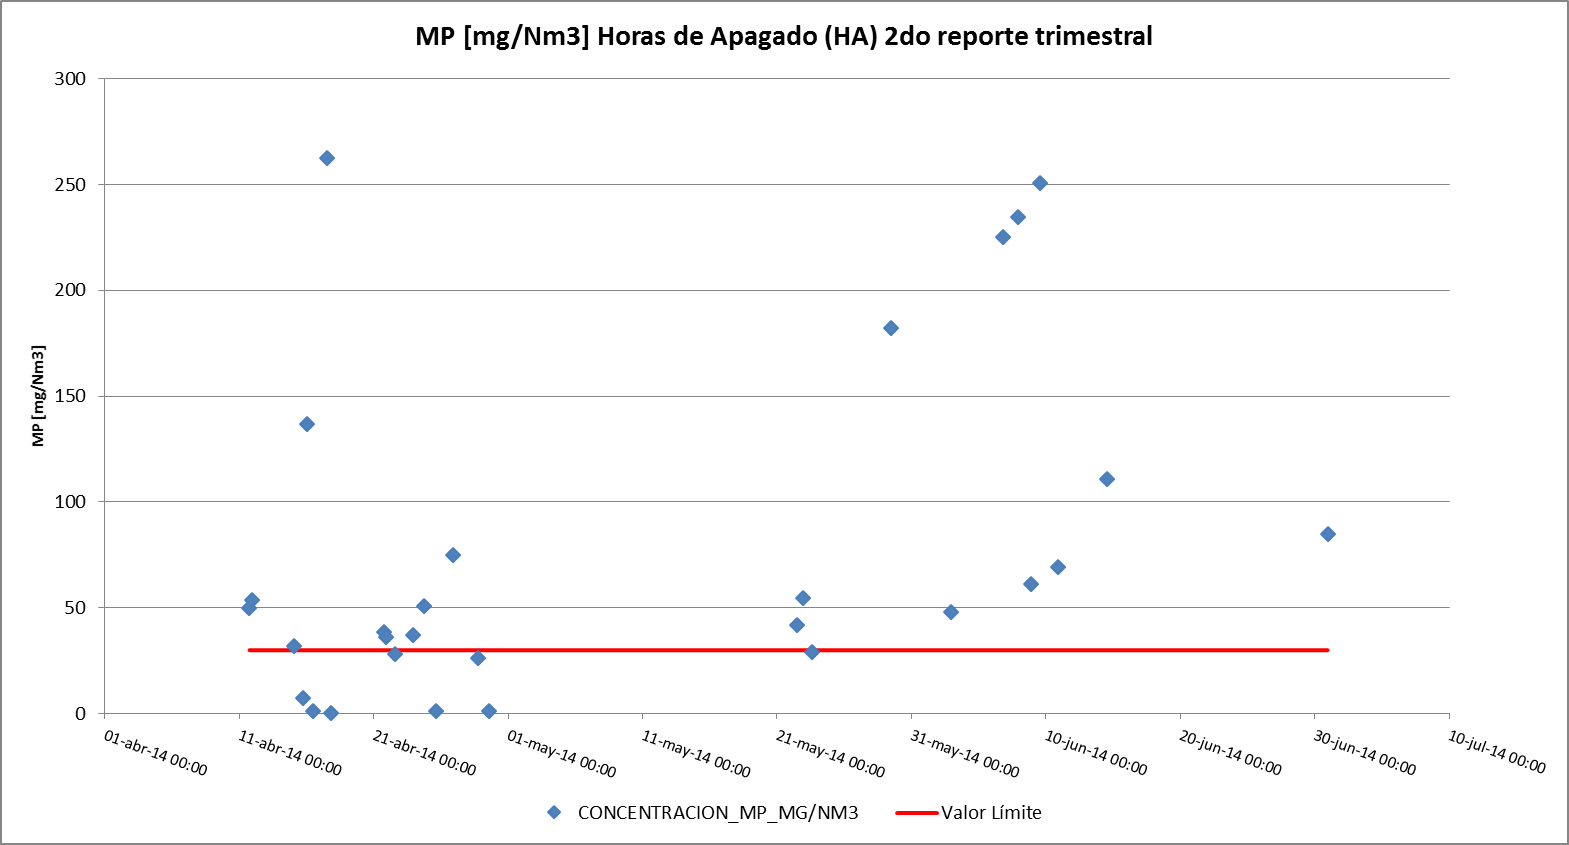 MP [mg/Nm3] Horas de Apagado (HA) 2do reporte trimestral
300
250
200
150
100
50
0
MP [mg/Nm3]
01-abr-14 00:00
11-abr-14 00:00
21-abr-14 00:00
01-may-14 00:00
11-may-14 00:00
21-may-14 00:00
31-may-14 00:00
10-jun-14 00:00
20-jun-14 00:00
30-jun-14 00:00
10-jul-14 00:00
CONCENTRACION_MP_MG/NM3
Valor Límite